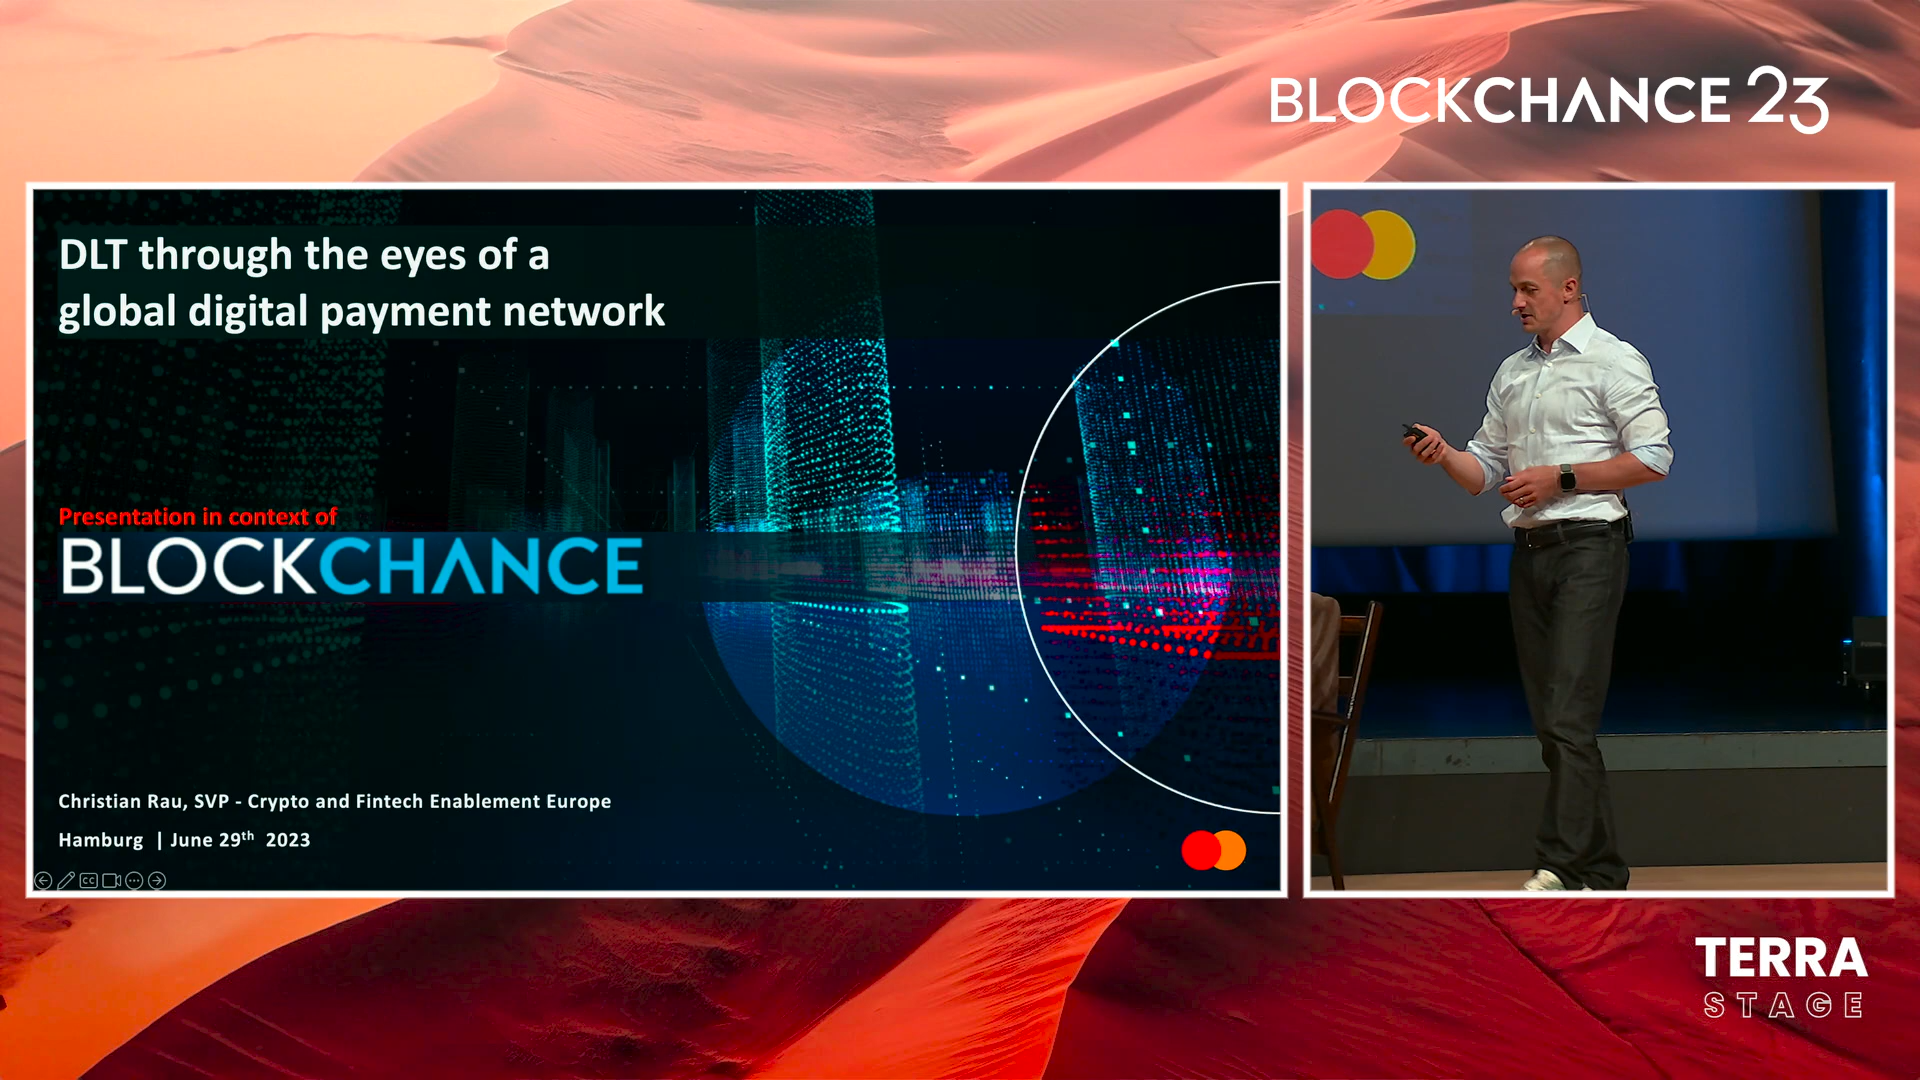 BLOCKCHANCE 23
DLT through the eyes of a
global digital payment network
Presentation in context of
BLOCKCHANCE
Christian Rau, SVP - Crypto and Fintech Enablement Europe
Hamburg | June 29th 2023
CC
TERRA
STAGE